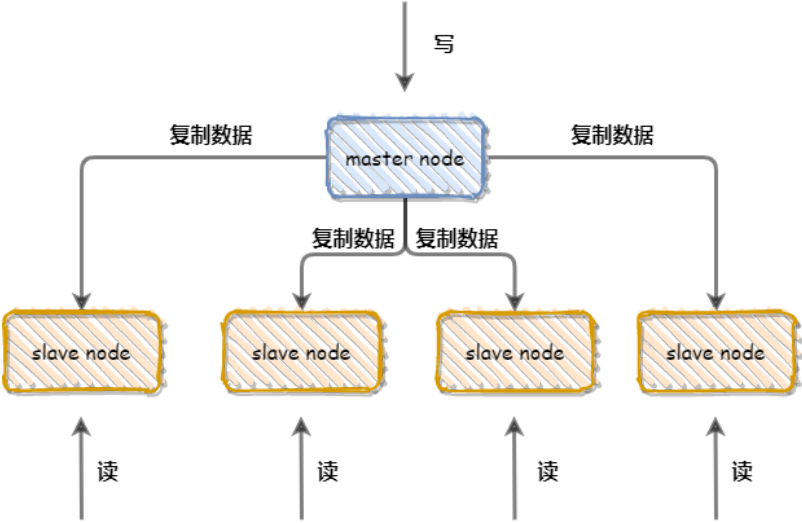 写
复制数据
复制数据
master node
复制数据
复制数据
slave node
slave node
slave node
slave node
读
读
读
读